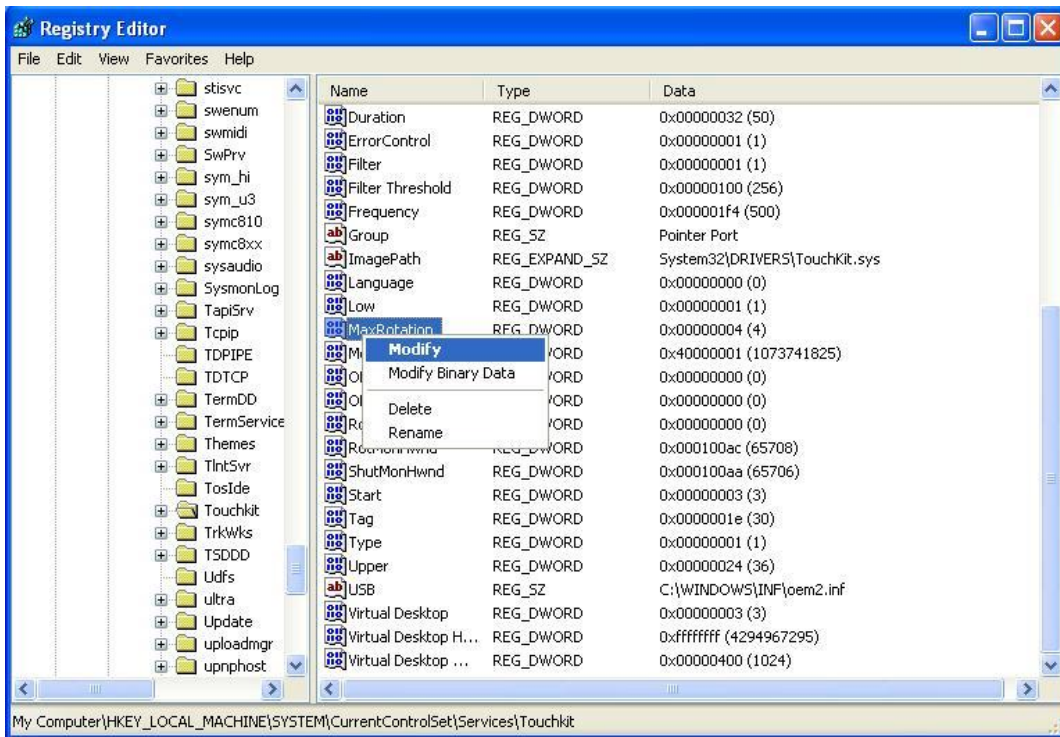 Registry Editor
File Edit View Favorites Help
stisvc
swenum
swmidi
SwPrv
sym_hi
sym_u3
symc810
symc8xx
sysaudio
SysmonLog
TapiSrv
Tcpip
TDPIPE
TDTCP
TermDD
TermService
Themes
TlntSvr
TosIde
Touchkit
TrkWks
TSDDD
Udfs
ultra
Update
uploadmgr
upnphost
Name Type Data
Duration REG_DWORD 0x00000032 (50)
ErrorControl REG_DWORD 0x00000001 (1)
Filter REG_DWORD 0x00000001 (1)
Filter Threshold REG_DWORD 0x00000100 (256)
Frequency REG_DWORD 0x000001f4 (500)
Group REG_SZ Pointer Port
ImagePath REG_EXPAND_SZ System32\DRIVERS\TouchKit.sys
Language REG_DWORD 0x00000000 (0)
Low REG_DWORD 0x00000001 (1)
MaxRotation REG_DWORD 0x00000004 (4)
0x40000001 (1073741825)
0x00000000 (0)
0x00000000 (0)
0x00000000 (0)
RotMonHwnd REG_DWORD 0x000100ac (65708)
ShutMonHwnd REG_DWORD 0x000100aa (65706)
Start REG_DWORD 0x00000003 (3)
Tag REG_DWORD 0x0000001e (30)
Type REG_DWORD 0x00000001 (1)
Upper REG_DWORD 0x00000024 (36)
USB REG_SZ C:\WINDOWS\INF\oem2.inf
Virtual Desktop REG_DWORD 0x00000003 (3)
Virtual Desktop H... REG_DWORD 0xffffffff (4294967295)
Virtual Desktop ... REG_DWORD 0x00000400 (1024)
Modify
Modify Binary Data
Delete
Rename
My Computer\HKEY_LOCAL_MACHINE\SYSTEM\CurrentControlSet\Services\Touchkit